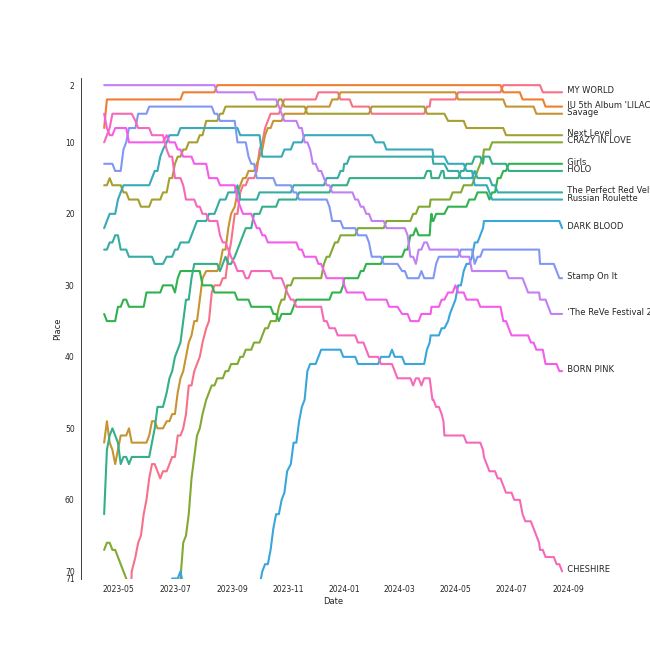 2
10
20
30
40
50
60
70
71
Place
2023-05
2023-07
2023-09
2023-11
2024-01
2024-03
2024-05
2024-07
2024-09
Date
MY WORLD
IU 5th Album 'LILAC
Savage
Next Level
CRAZY IN LOVE
Girls
HOLO
The Perfect Red Vel
Russian Roulette
DARK BLOOD
Stamp On It
'The ReVe Festival 2
BORN PINK
CHESHIRE